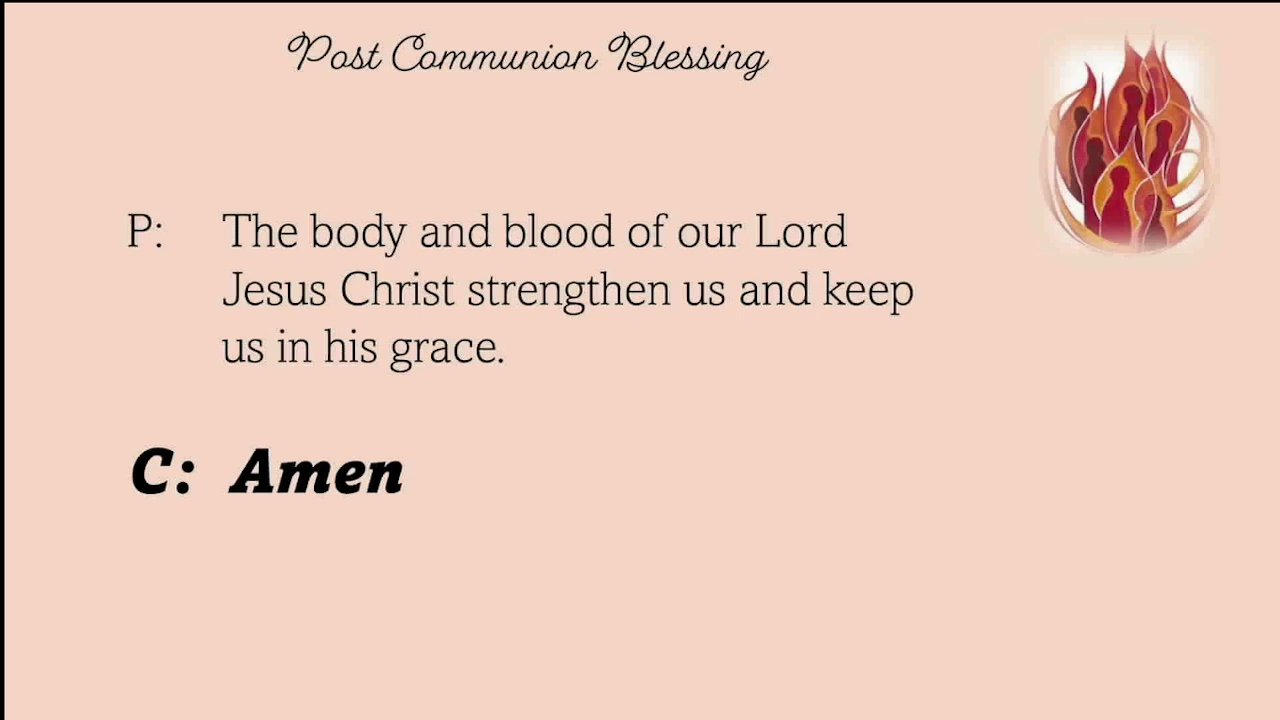 Post Communion Blessing
P: The body and blood of our Lord
Jesus Christ strengthen us and keep
us in his grace.
C: Amen